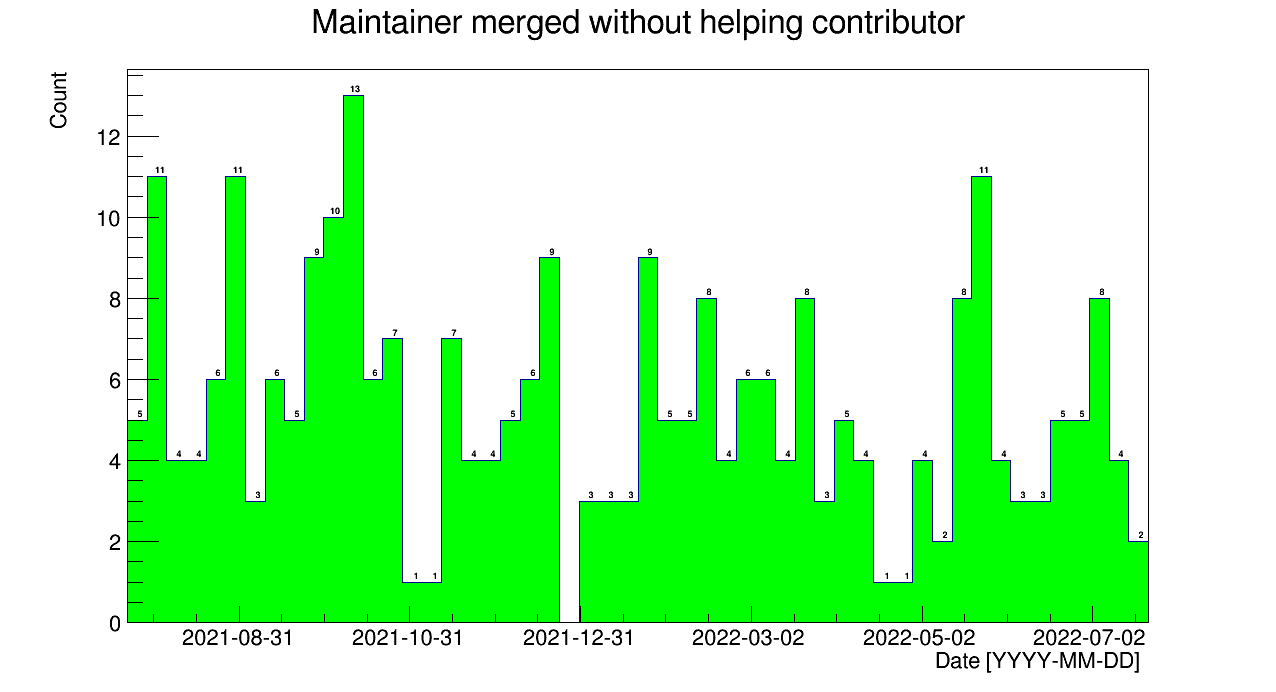 Maintainer merged without helping contributor
Count
13
12
11 11 11
10
10
9 9 9
8
8 8 8 8
7 7
6
6 6 6 6 6 6
5 5 5 5 5 5 5 5
4
4 4 4 4 4 4 4 4 4 4
3 3 3 3 3 3 3
2
2 2
1 1 1 1
0
2021-08-31 2021-10-31 2021-12-31 2022-03-02 2022-05-02 2022-07-02
Date [YYYY-MM-DD]